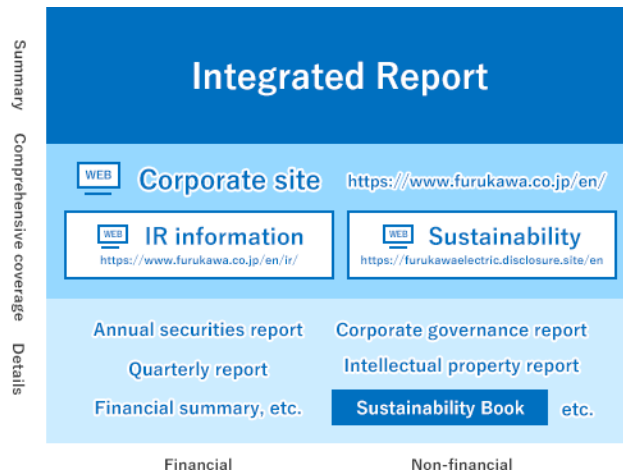 Summary
Comprehensive coverage
Details
Integrated Report
WEB
Corporate site
https://www.furukawa.co.jp/en/
WEB
IR information
https://www.furukawa.co.jp/en/ir/
WEB
Sustainability
https://furukawaelectric.disclosure.site/en
Annual securities report
Corporate governance report
Quarterly report
Intellectual property report
Financial summary, etc.
Sustainability Book
etc.
Financial
Non-financial